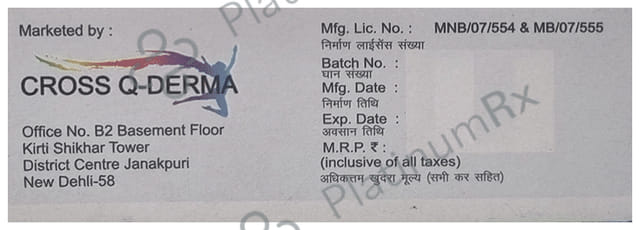 Marketed by :
CROSS Q-DERMA
Office No. B2 Basement Floor
Kirti Shikhar Tower
District Centre Janakpuri
New Dehli-58
Mfg. Lic. No. : MNB/07/554 & MB/07/555
निर्माण लाईसेंस संख्या
Batch No. :
घान संख्या
Mfg. Date :
निर्माण तिथि
Exp. Date :
अवसान तिथि
M.R.P. ₹ :
(inclusive of all taxes)
अधिकतम खुदरा मूल्य (सभी कर सहित)
PlatinumRx